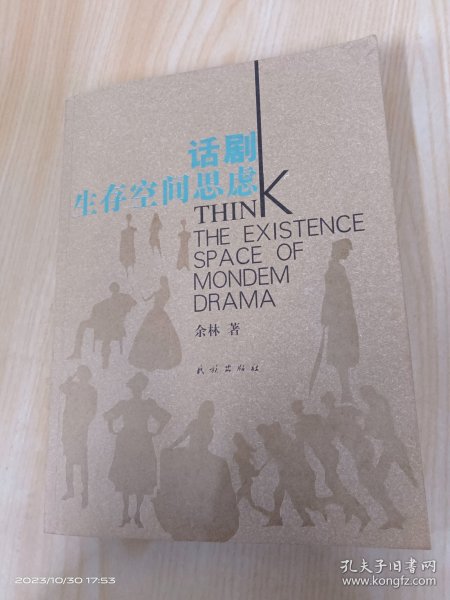 话剧
生存空间思虑
THINK
THE EXISTENCE
SPACE OF
MONDEM
DRAMA
余林 著
民族出版社
2023/10/30 17:53
孔夫子旧书网
www.kongfz.com